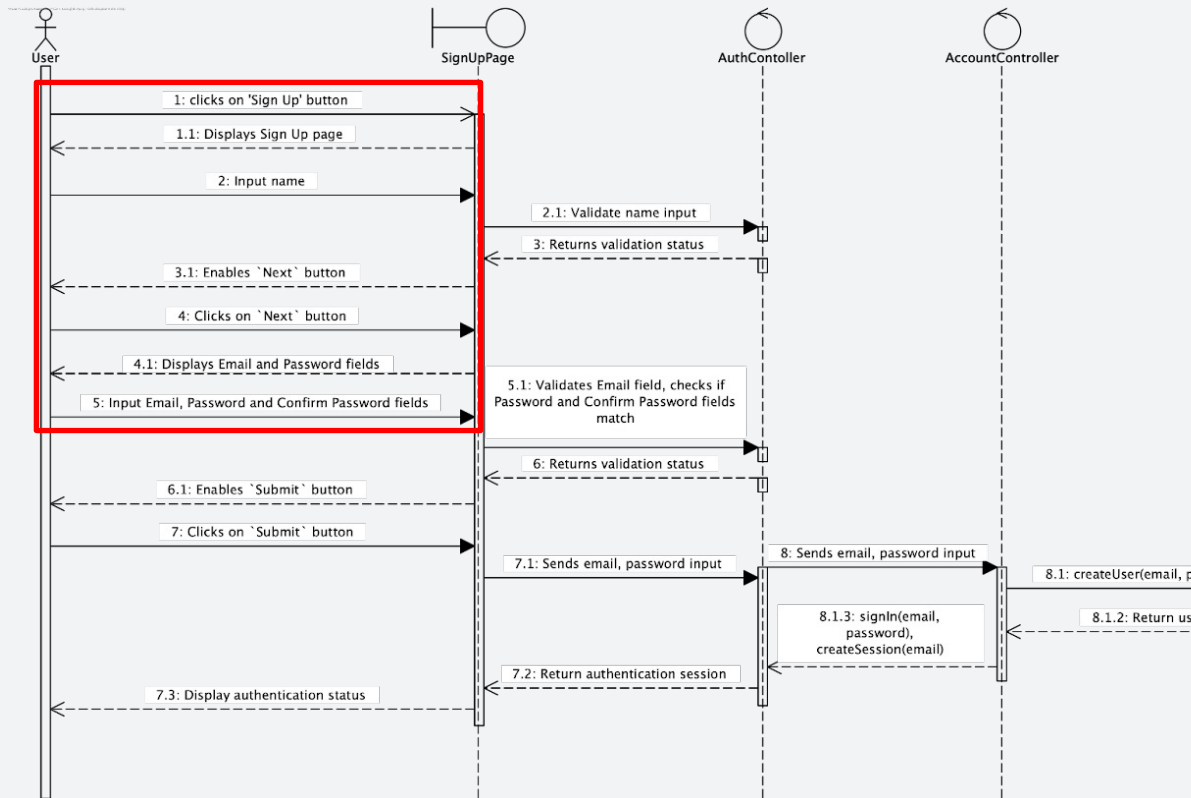 User
SignUpPage
AuthContoller
AccountController
1: clicks on 'Sign Up' button
1.1: Displays Sign Up page
2: Input name
2.1: Validate name input
3: Returns validation status
3.1: Enables `Next` button
4: Clicks on `Next` button
4.1: Displays Email and Password fields
5: Input Email, Password and Confirm Password fields
5.1: Validates Email field, checks if
Password and Confirm Password fields
match
6: Returns validation status
6.1: Enables `Submit` button
7: Clicks on `Submit` button
7.1: Sends email, password input
8: Sends email, password input
8.1: createUser(email, p
8.1.2: Return us
8.1.3: signIn(email,
password),
createSession(email)
7.2: Return authentication session
7.3: Display authentication status